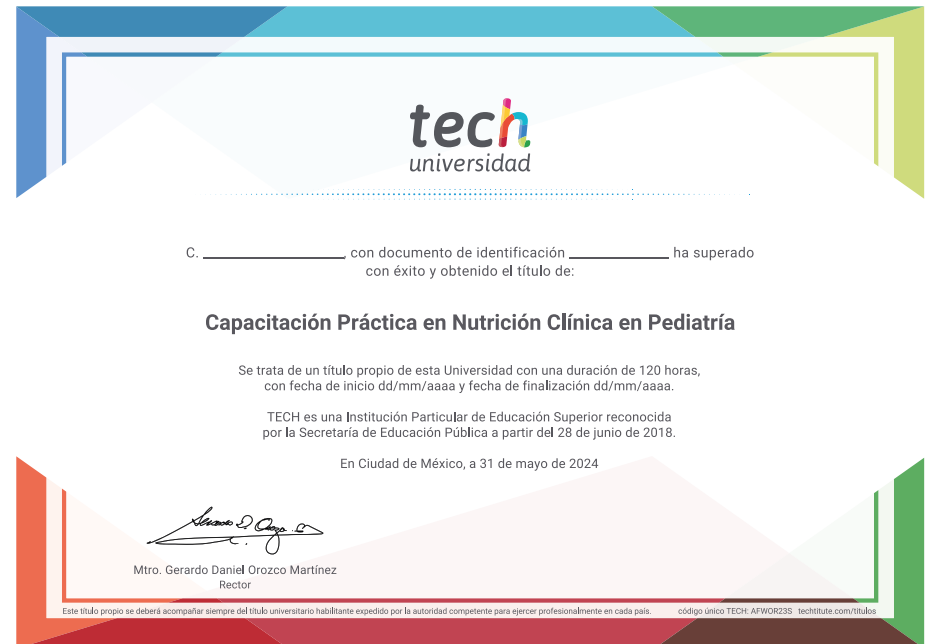 tech
universidad
C. ____________________, con documento de identificación ______________ ha superado
con éxito y obtenido el título de:
Capacitación Práctica en Nutrición Clínica en Pediatría
Se trata de un título propio de esta Universidad con una duración de 120 horas,
con fecha de inicio dd/mm/aaaa y fecha de finalización dd/mm/aaaa.
TECH es una Institución Particular de Educación Superior reconocida
por la Secretaría de Educación Pública a partir del 28 de junio de 2018.
En Ciudad de México, a 31 de mayo de 2024
Mtro. Gerardo Daniel Orozco Martínez
Rector
Este título propio se deberá acompañar siempre del título universitario habilitante expedido por la autoridad competente para ejercer profesionalmente en cada país. código único TECH: AFWOR23S techtitute.com/titulos